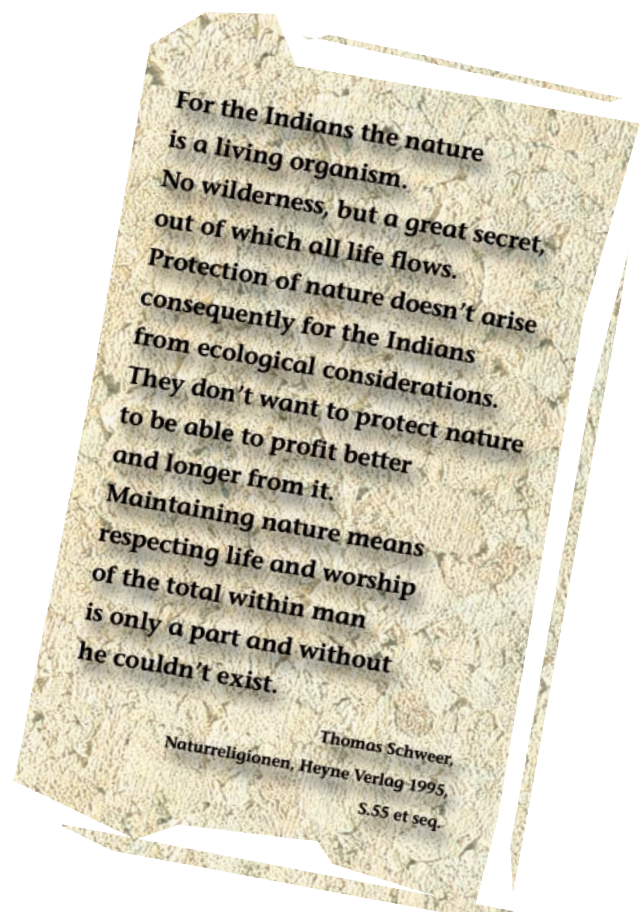 For the Indians the nature
is a living organism.
No wilderness, but a great secret,
out of which all life flows.
Protection of nature doesn't arise
consequently for the Indians
from ecological considerations.
They don't want to protect nature
to be able to profit better
and longer from it.
Maintaining nature means
respecting life and worship
of the total within man
is only a part and without
he couldn't exist.
Thomas Schweer,
Naturreligionen, Heyne Verlag 1995,
S.55 et seq.